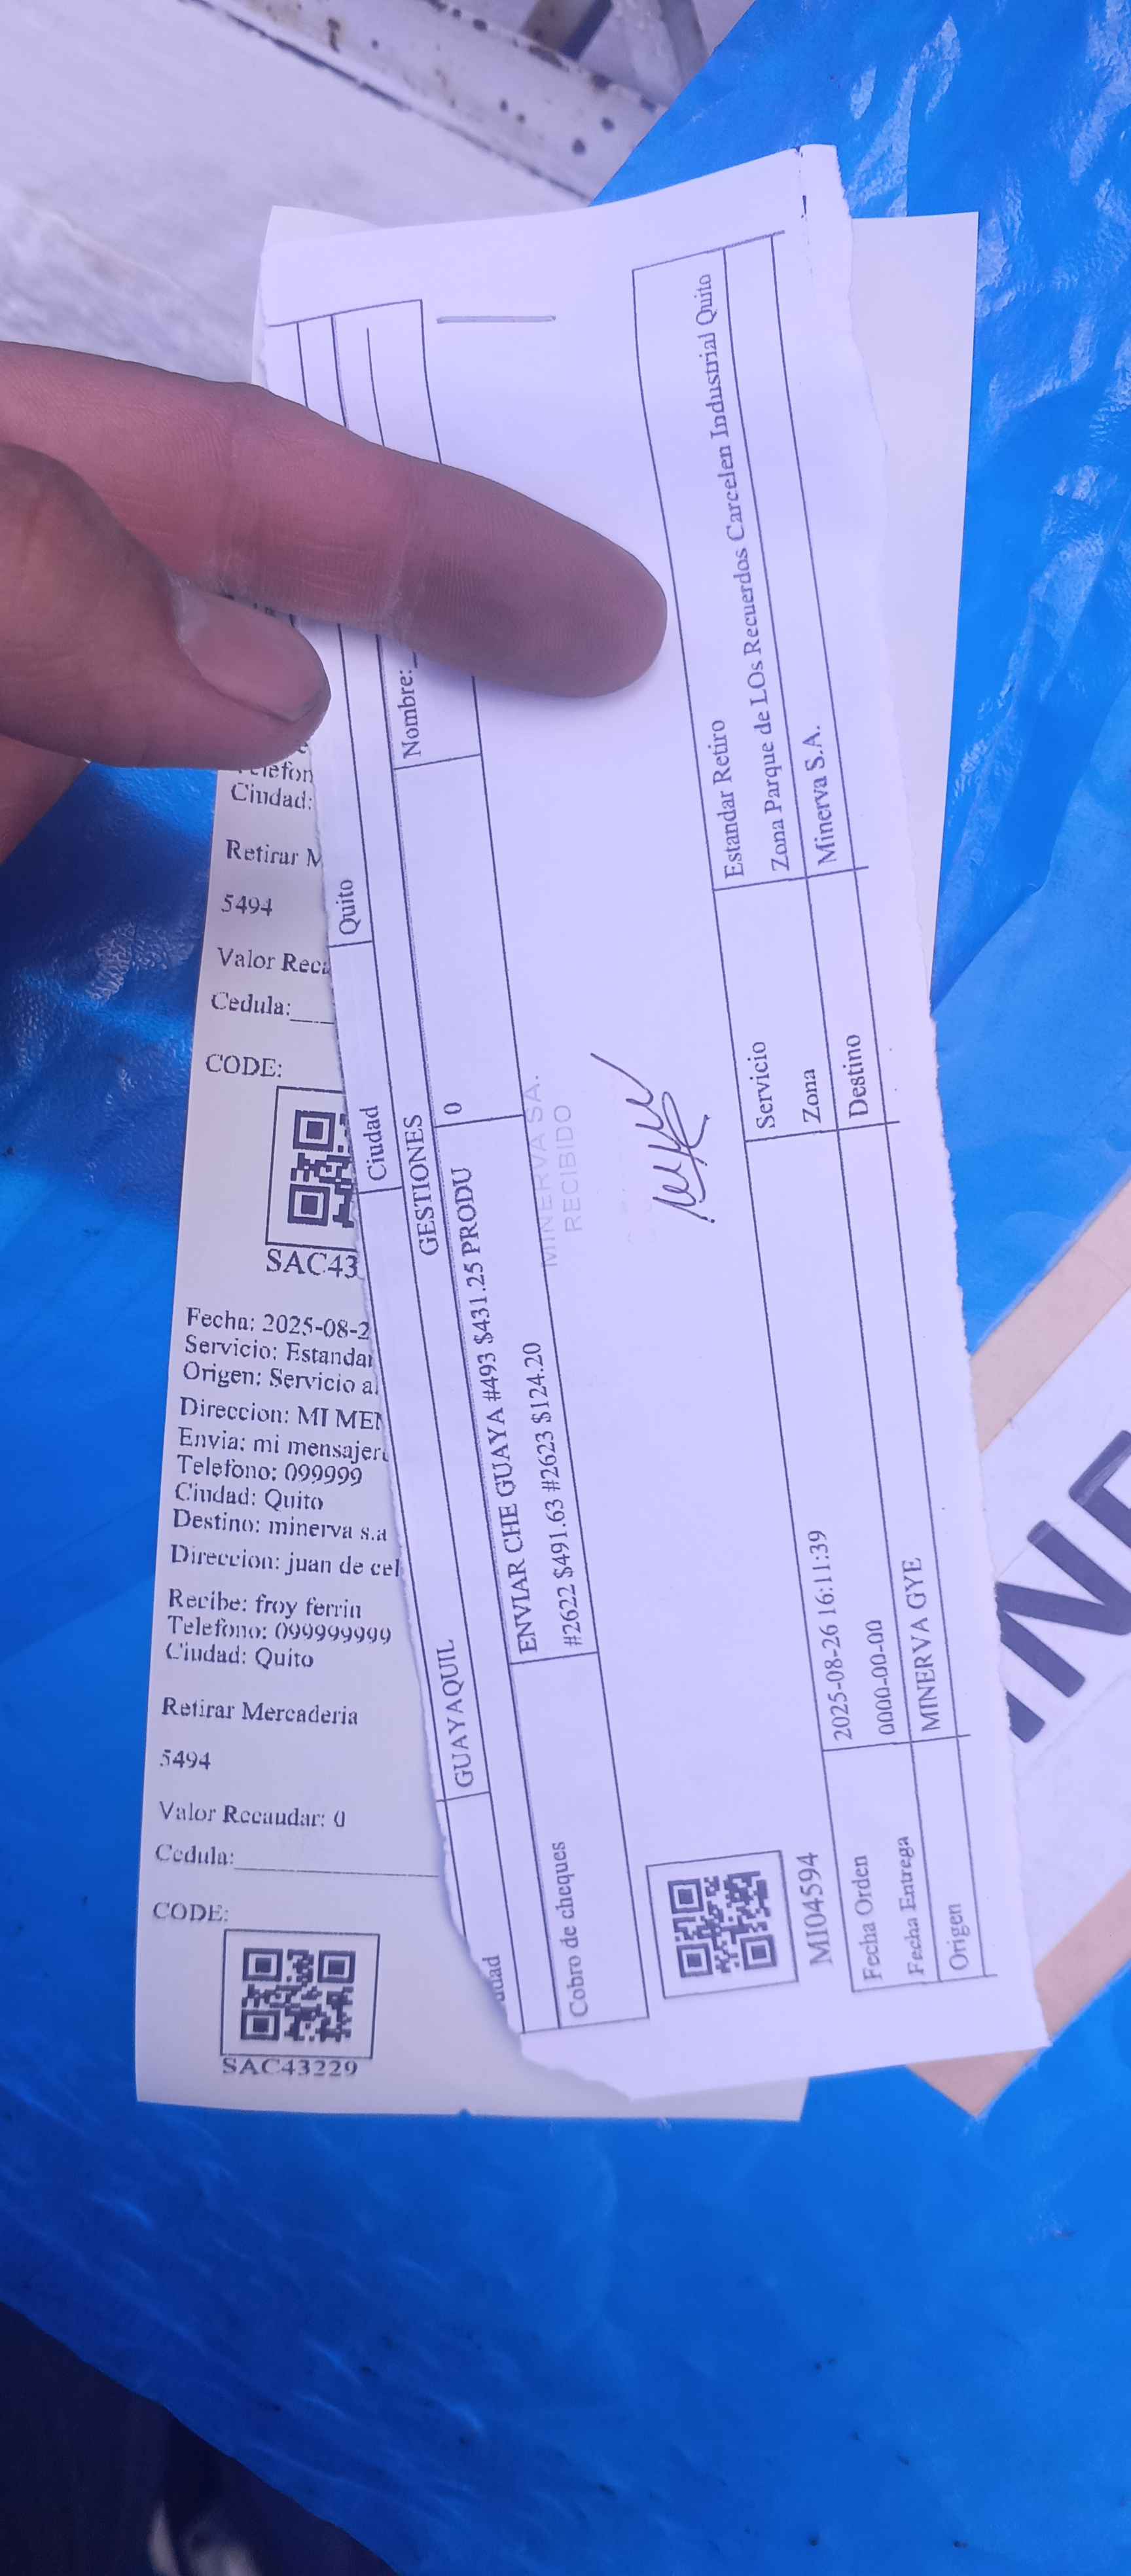 Ciudad: 
Retirar
5494
Valor
Cedula:
CODE:
SAC43
Fecha: 2025-08-2
Servicio: Estandar
Origen: Servicio a
Direccion: MI MEN
Envia: mi mensajer
Telefono: 099999
Ciudad: Quito
Destino: minerva s.a
Direccion: juan de cel
Recibe: froy ferrin
Telefono: 099999999
Ciudad: Quito
Retirar Mercaderia
5494
Valor Recaudar: 0
Cedula:
CODE:
SAC43229
GUAYAQUIL Ciudad Quito
GESTIONES
Nombre:
Cobro de cheques
ENVIAR CHE GUAYA #493 $431.25 PRODU
#2622 $491.63 #2623 $124.20
0
MINERVA SA.
RECIBIDO
MI04594
Fecha Orden 2025-08-26 16:11:39 Servicio Estandar Retiro
Fecha Entrega 0000-00-00 Zona Zona Parque de LOs Recuerdos Carcelen Industrial Quito
Origen MINERVA GYE Destino Minerva S.A.